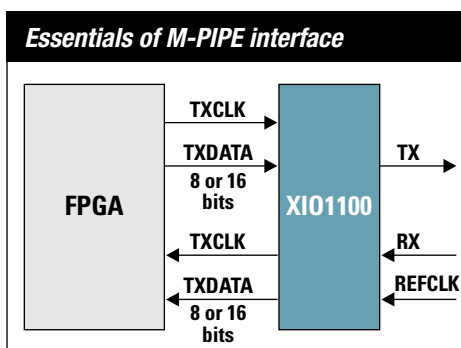 Essentials of M-PIPE interface
TXCLK
TXDATA
8 or 16
bits
FPGA
XIO1100
TX
TXCLK
RX
TXDATA
REFCLK
8 or 16
bits